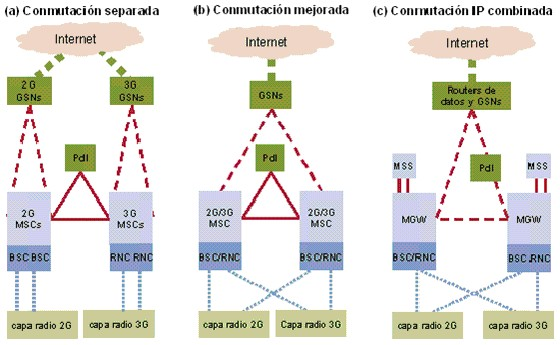 (a) Conmutación separada
Internet
2 G
GSNs
3G
GSNs
PdI
2G
MSCs
3G
MSCs
BSC BSC
RNC RNC
capa radio 2G
capa radio 3G
(b) Conmutación mejorada
Internet
GSNs
PdI
2G/3G
MSC
2G/3G
MSC
BSC/RNC
BSC/RNC
capa radio 2G
Capa radio 3G
(c) Conmutación IP combinada
Internet
Routers de
datos y GSNs
MSS
PdI
MSS
MGW
MGW
BSC/RNC
BSC /RNC
capa radio 2G
capa radio 3G